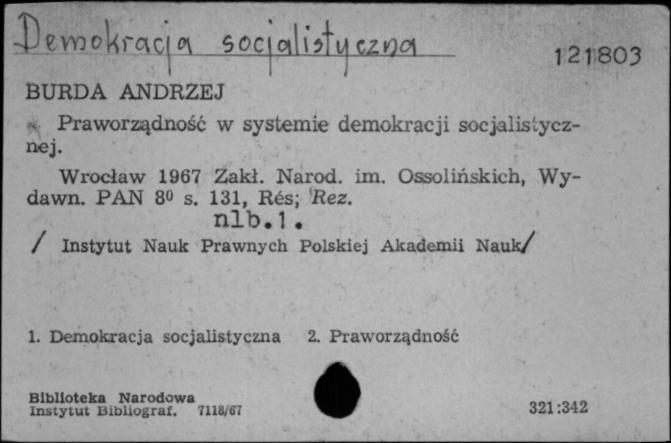 Demokracja socjalistyczna
121803
BURDA ANDRZEJ
Praworządność w systemie demokracji socjalistycz-
nej.
Wrocław 1967 Zakł. Narod. im. Ossolińskich, Wy-
dawn. PAN 8⁰ s. 131, Rés; Rez.
nlb.1.
/ Instytut Nauk Prawnych Polskiej Akademii Nauk/
1. Demokracja socjalistyczna 2. Praworządność
Biblioteka Narodowa
Instytut Bibliograf. 7118/67
321:342